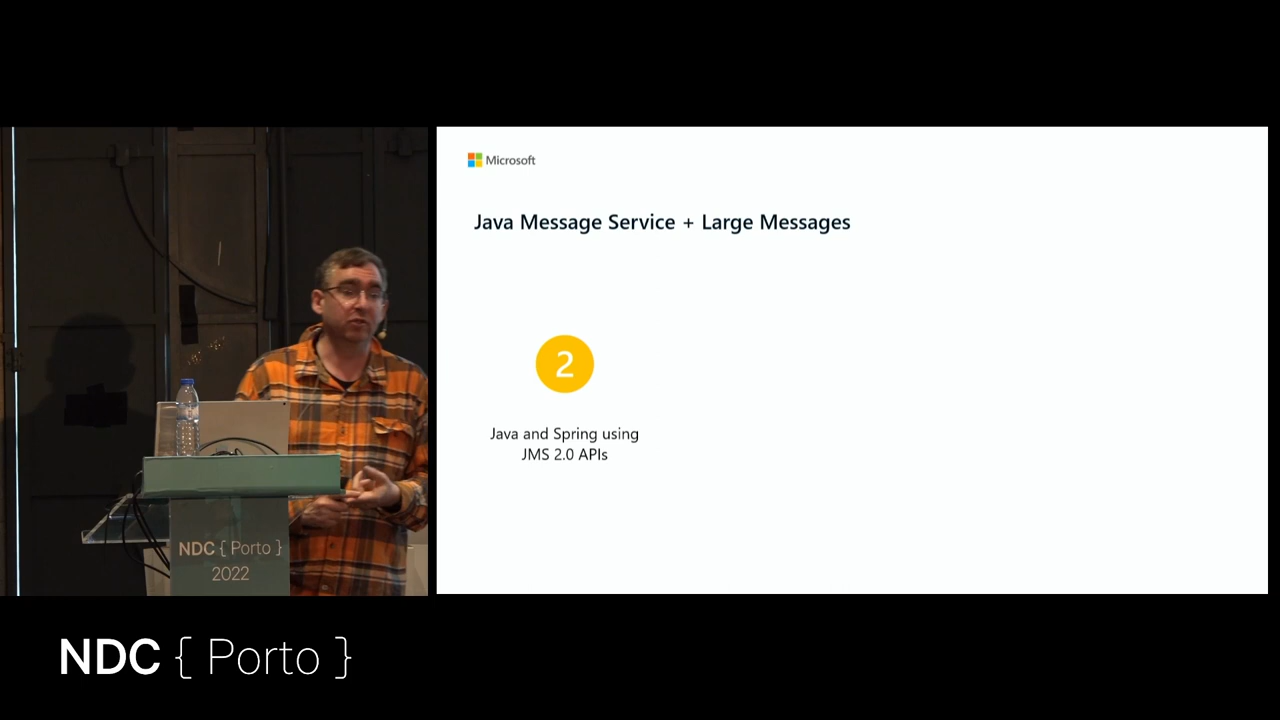 Microsoft
Java Message Service + Large Messages
2
Java and Spring using
JMS 2.0 APIs
NDC { Porto }
2022
NDC { Porto }